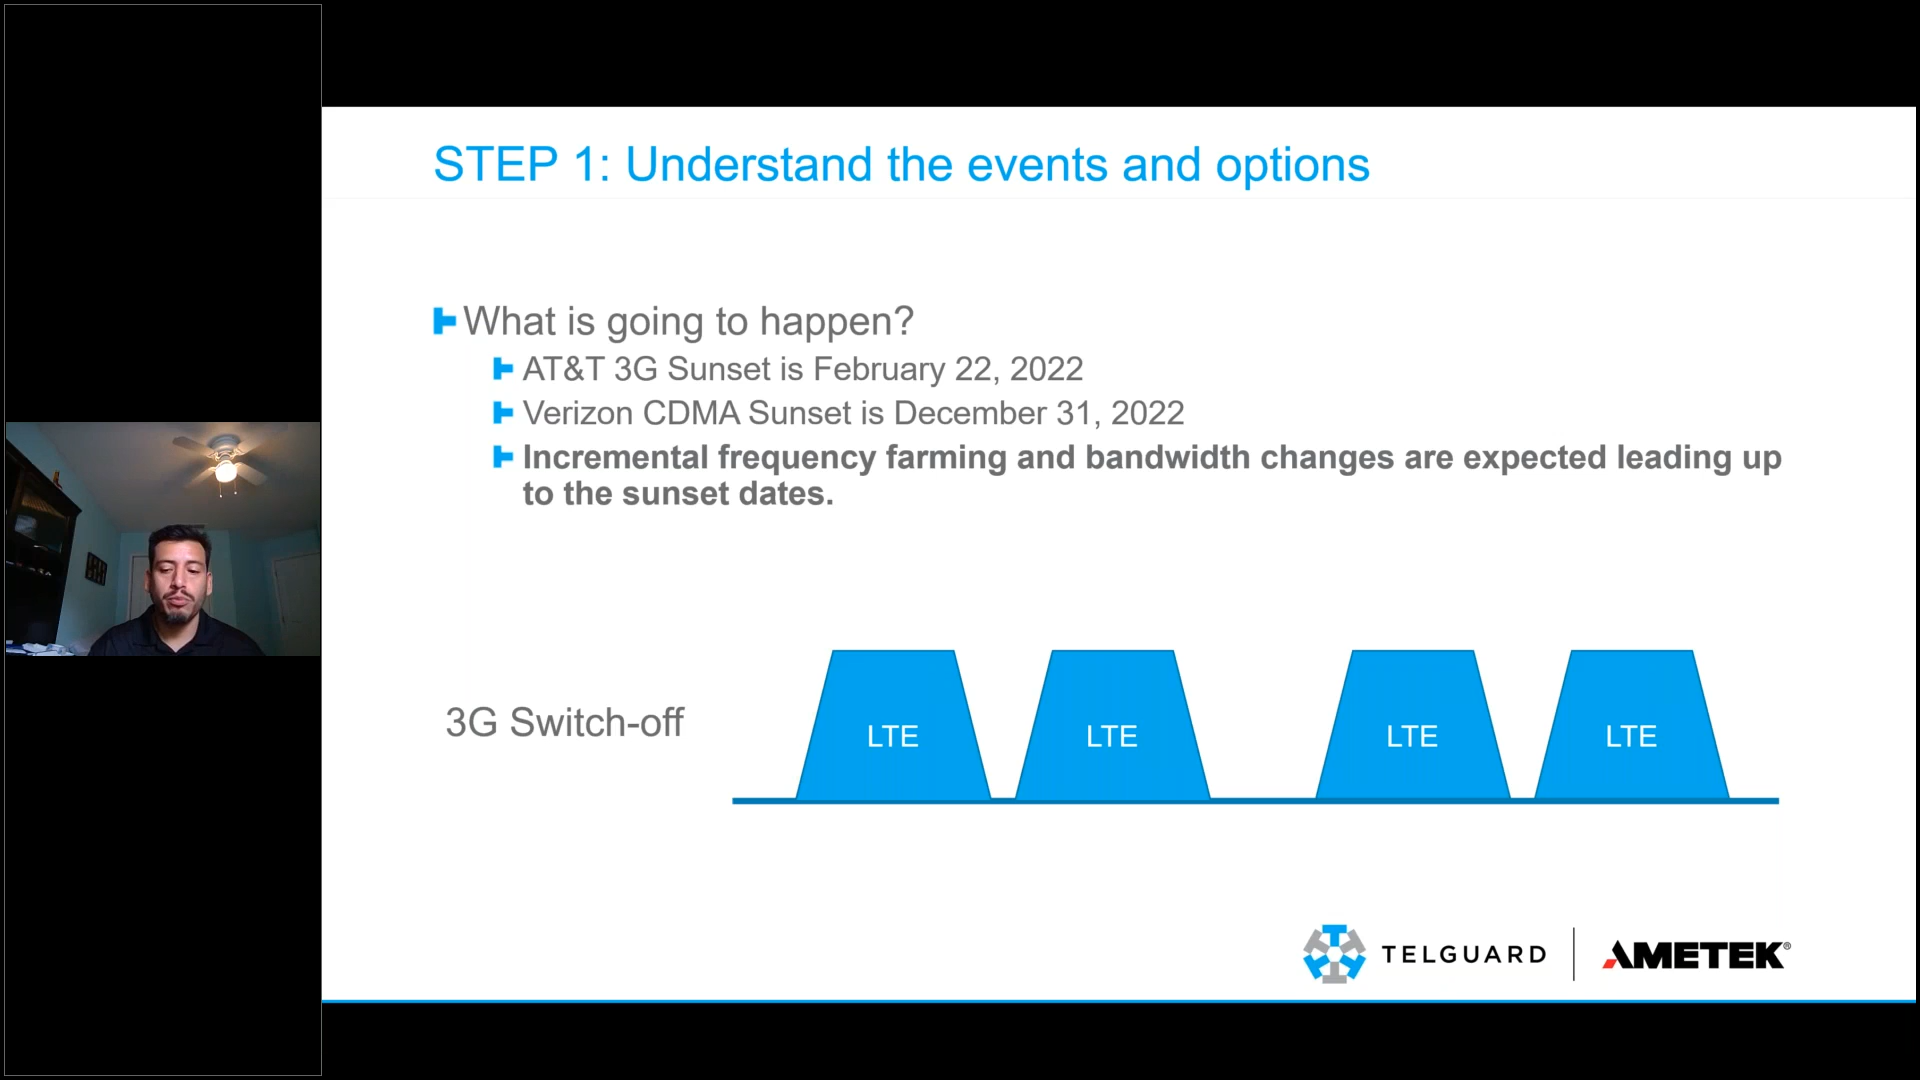 STEP 1: Understand the events and options
What is going to happen?
AT&T 3G Sunset is February 22, 2022
Verizon CDMA Sunset is December 31, 2022
Incremental frequency farming and bandwidth changes are expected leading up
to the sunset dates.
3G Switch-off
LTE
LTE
LTE
LTE
TELGUARD
AMETEK®